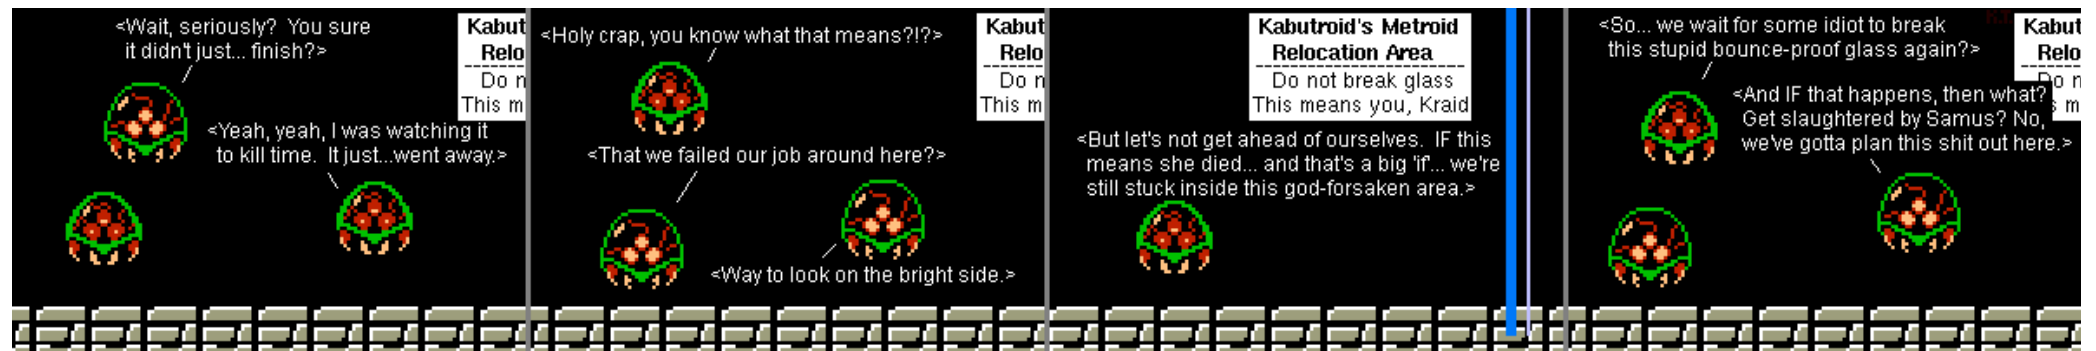 <Wait, seriously?  You sure
it didn't just... finish?>
Kabut
Relo
Do n
This m
<Yeah, yeah, I was watching it
to kill time.  It just...went away.>
<Holy crap, you know what that means?!?>
Kabut
Relo
Do n
This m
<That we failed our job around here?>
<Way to look on the bright side.>
Kabutroid's Metroid
Relocation Area
Do not break glass
This means you, Kraid
<But let's not get ahead of ourselves.  IF this
means she died... and that's a big 'if'... we're
still stuck inside this god-forsaken area.>
<So... we wait for some idiot to break
this stupid bounce-proof glass again?>
Kabut
Relo
Do n
s m
<And IF that happens, then what?
Get slaughtered by Samus?  No,
we've gotta plan this shit out here.>